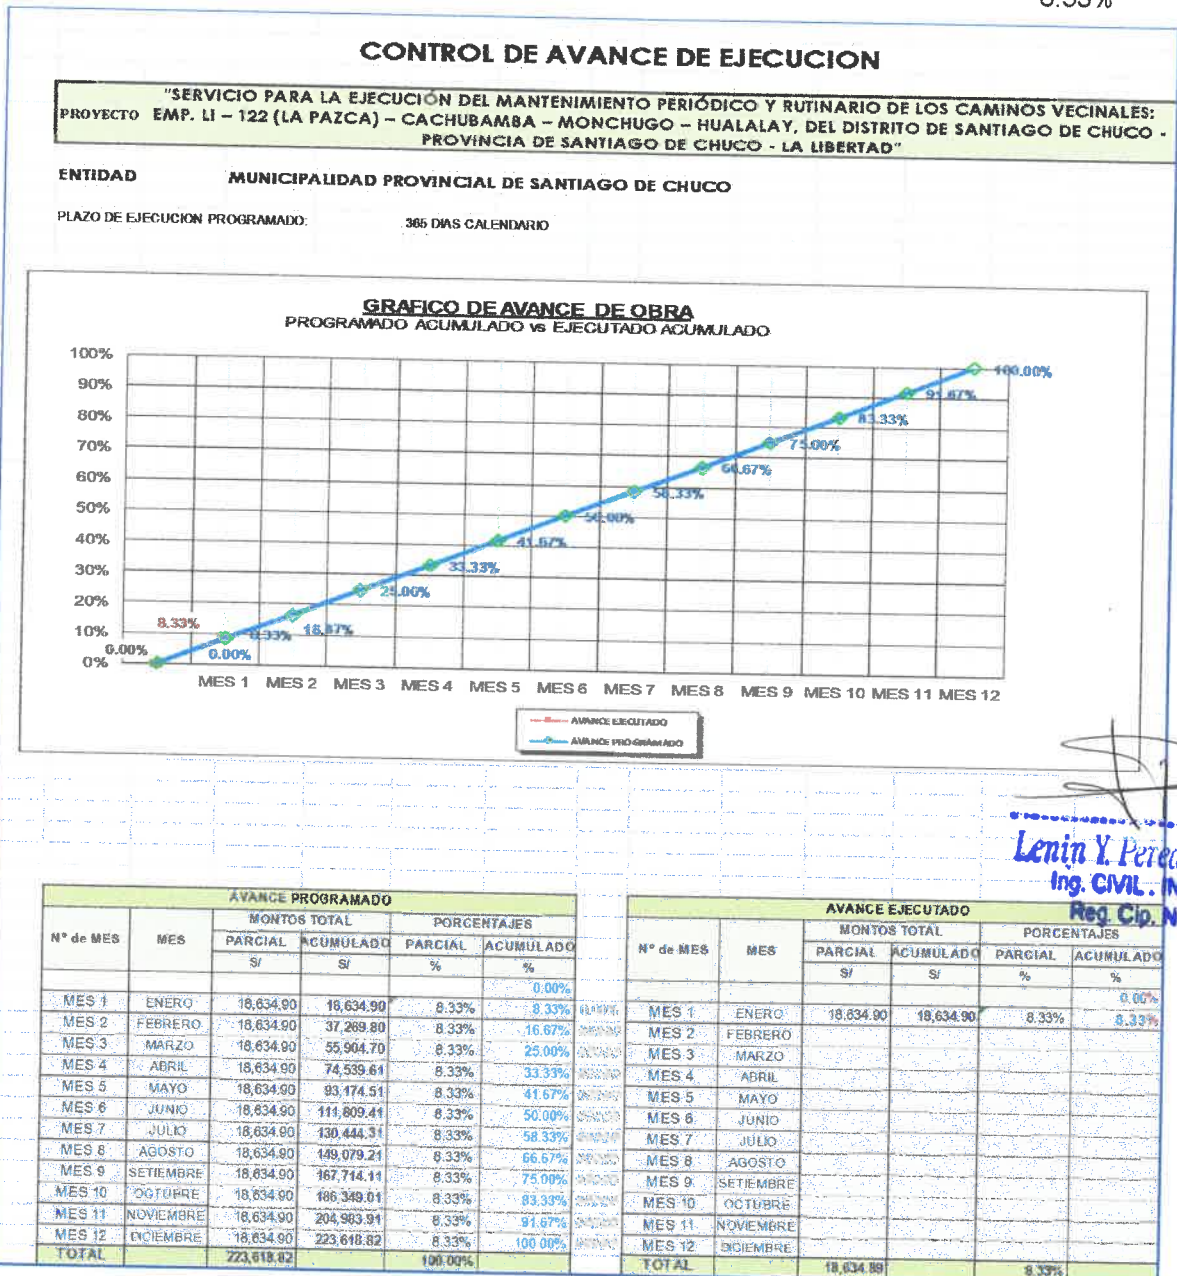 8.33%
CONTROL DE AVANCE DE EJECUCION
PROYECTO "SERVICIO PARA LA EJECUCIÓN DEL MANTENIMIENTO PERIÓDICO Y RUTINARIO DE LOS CAMINOS VECINALES:
EMP. LI – 122 (LA PAZCA) – CACHUBAMBA – MONCHUGO – HUALALAY, DEL DISTRITO DE SANTIAGO DE CHUCO -
PROVINCIA DE SANTIAGO DE CHUCO - LA LIBERTAD"
ENTIDAD MUNICIPALIDAD PROVINCIAL DE SANTIAGO DE CHUCO
PLAZO DE EJECUCION PROGRAMADO: 365 DIAS CALENDARIO
GRAFICO DE AVANCE DE OBRA
PROGRAMADO ACUMULADO vs EJECUTADO ACUMULADO
100%
90%
80%
70%
60%
50%
40%
30%
20%
10%
0%
0.00%
8.33%
0.00%
8.33%
16.67%
25.00%
33.33%
41.67%
50.00%
58.33%
66.67%
75.00%
83.33%
91.67%
100.00%
MES 1 MES 2 MES 3 MES 4 MES 5 MES 6 MES 7 MES 8 MES 9 MES 10 MES 11 MES 12
AVANCE EJECUTADO
AVANCE PROGRAMADO
Lenin Y. Pere
Ing. CIVIL. IN
Reg. Cip. N
AVANCE PROGRAMADO
N° de MES MES MONTOS TOTAL PORCENTAJES
PARCIAL ACUMULADO PARCIAL ACUMULADO
S/ S/ % %
0.00%
MES 1 ENERO 18,634.90 18,634.90 8.33% 8.33%
MES 2 FEBRERO 18,634.90 37,269.80 8.33% 16.67%
MES 3 MARZO 18,634.90 55,904.70 8.33% 25.00%
MES 4 ABRIL 18,634.90 74,539.61 8.33% 33.33%
MES 5 MAYO 18,634.90 93,174.51 8.33% 41.67%
MES 6 JUNIO 18,634.90 111,809.41 8.33% 50.00%
MES 7 JULIO 18,634.90 130,444.31 8.33% 58.33%
MES 8 AGOSTO 18,634.90 149,079.21 8.33% 66.67%
MES 9 SETIEMBRE 18,634.90 167,714.11 8.33% 75.00%
MES 10 OCTUBRE 18,634.90 186,349.01 8.33% 83.33%
MES 11 NOVIEMBRE 18,634.90 204,983.91 8.33% 91.67%
MES 12 DICIEMBRE 18,634.90 223,618.82 8.33% 100.00%
TOTAL 223,618.82 100.00%
AVANCE EJECUTADO
N° de MES MES MONTOS TOTAL PORCENTAJES
PARCIAL ACUMULADO PARCIAL ACUMULADO
S/ S/ % %
0.00%
MES 1 ENERO 18,634.90 18,634.90 8.33% 8.33%
MES 2 FEBRERO
MES 3 MARZO
MES 4 ABRIL
MES 5 MAYO
MES 6 JUNIO
MES 7 JULIO
MES 8 AGOSTO
MES 9 SETIEMBRE
MES 10 OCTUBRE
MES 11 NOVIEMBRE
MES 12 DICIEMBRE
TOTAL 18,634.89 8.33%